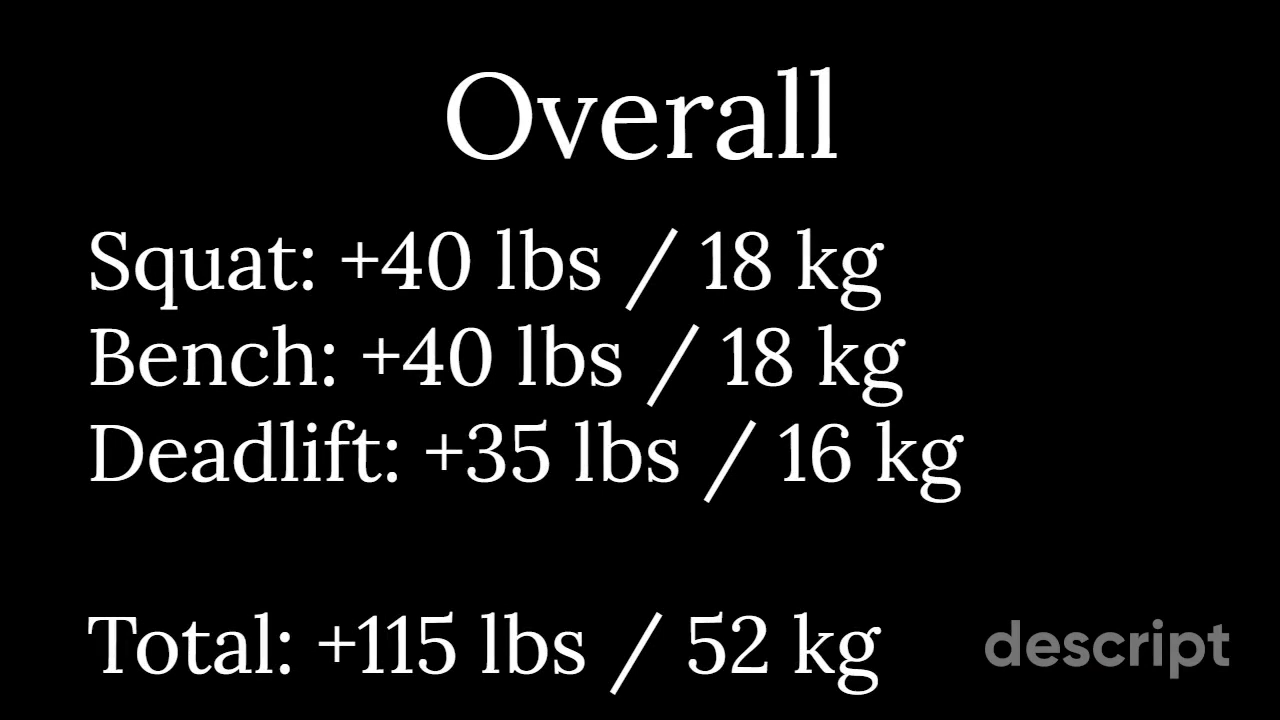 Overall
Squat: +40 lbs / 18 kg
Bench: +40 lbs / 18 kg
Deadlift: +35 lbs / 16 kg
Total: +115 lbs / 52 kg
descript